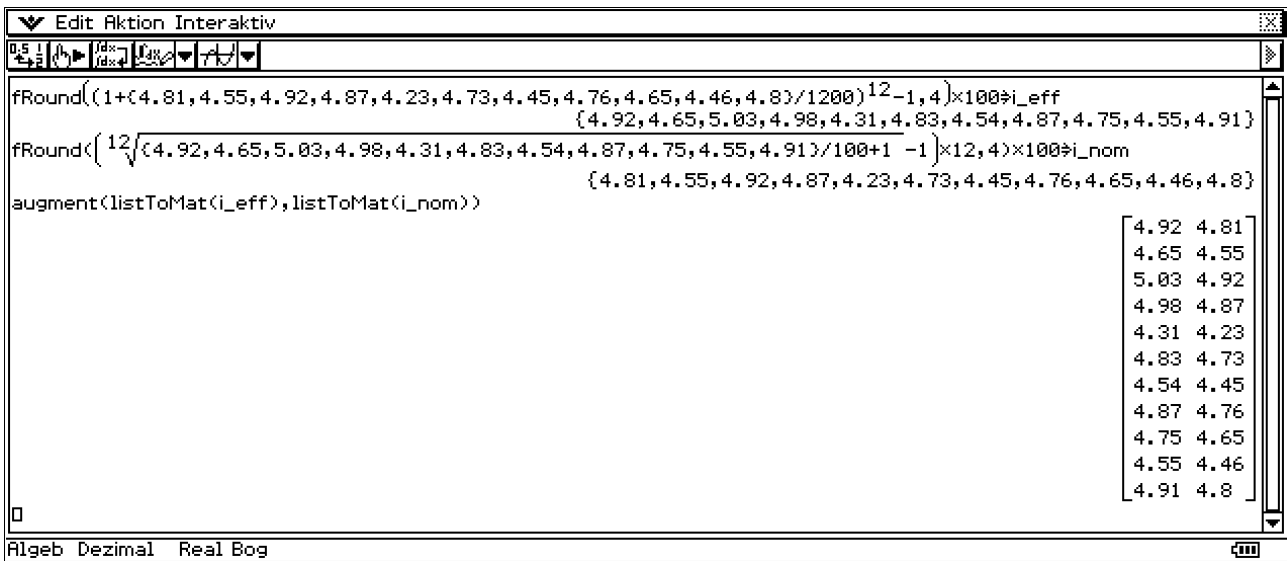 Edit Aktion Interaktiv
fRound((1+{4.81,4.55,4.92,4.87,4.23,4.73,4.45,4.76,4.65,4.46,4.8}/1200)^12-1,4)×100⇒i_eff
{4.92,4.65,5.03,4.98,4.31,4.83,4.54,4.87,4.75,4.55,4.91}
fRound((12√({4.92,4.65,5.03,4.98,4.31,4.83,4.54,4.87,4.75,4.55,4.91}/100+1) -1)×12,4)×100⇒i_nom
{4.81,4.55,4.92,4.87,4.23,4.73,4.45,4.76,4.65,4.46,4.8}
augment(listToMat(i_eff),listToMat(i_nom))
4.92 4.81
4.65 4.55
5.03 4.92
4.98 4.87
4.31 4.23
4.83 4.73
4.54 4.45
4.87 4.76
4.75 4.65
4.55 4.46
4.91 4.8
Algeb Dezimal Real Bog